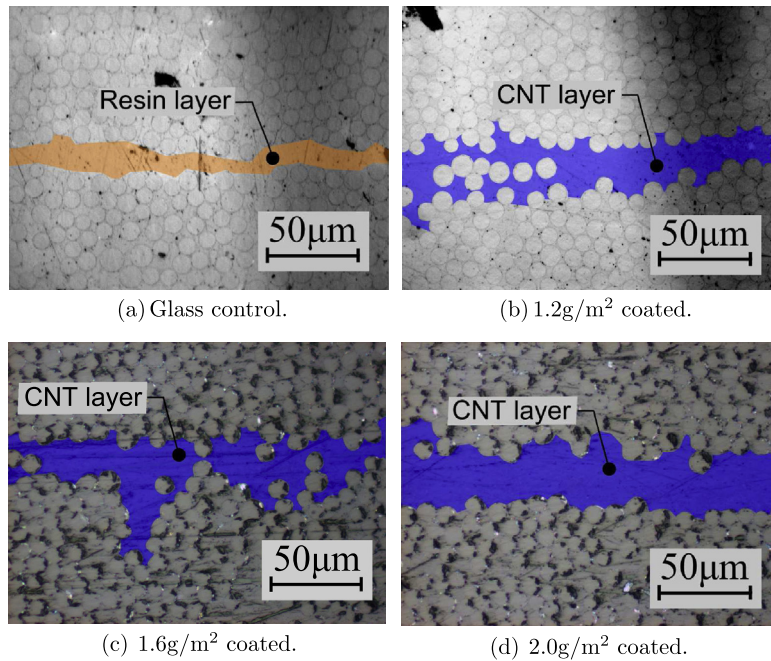 Resin layer
50μm
(a) Glass control.
CNT layer
50μm
(b) 1.2g/m² coated.
CNT layer
50μm
(c) 1.6g/m² coated.
CNT layer
50μm
(d) 2.0g/m² coated.